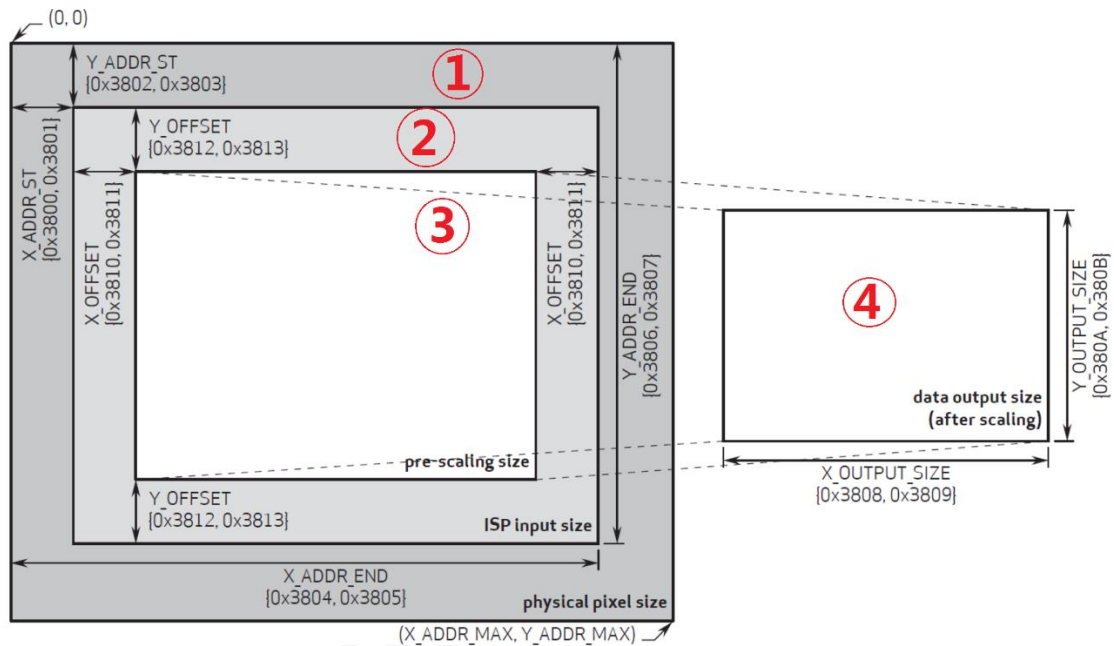 (0, 0)
Y_ADDR_ST
{0x3802, 0x3803}
①
X_ADDR_ST
{0x3800, 0x3801}
Y_OFFSET
{0x3812, 0x3813}
②
X_OFFSET
{0x3810, 0x3811}
③
X_OFFSET
{0x3810, 0x3811}
Y_ADDR_END
{0x3806, 0x3807}
④
data output size
(after scaling)
Y_OUTPUT_SIZE
{0x380A, 0x380B}
X_OUTPUT_SIZE
{0x3808, 0x3809}
pre-scaling size
Y_OFFSET
{0x3812, 0x3813}
ISP input size
X_ADDR_END
{0x3804, 0x3805}
physical pixel size
(X_ADDR_MAX, Y_ADDR_MAX)